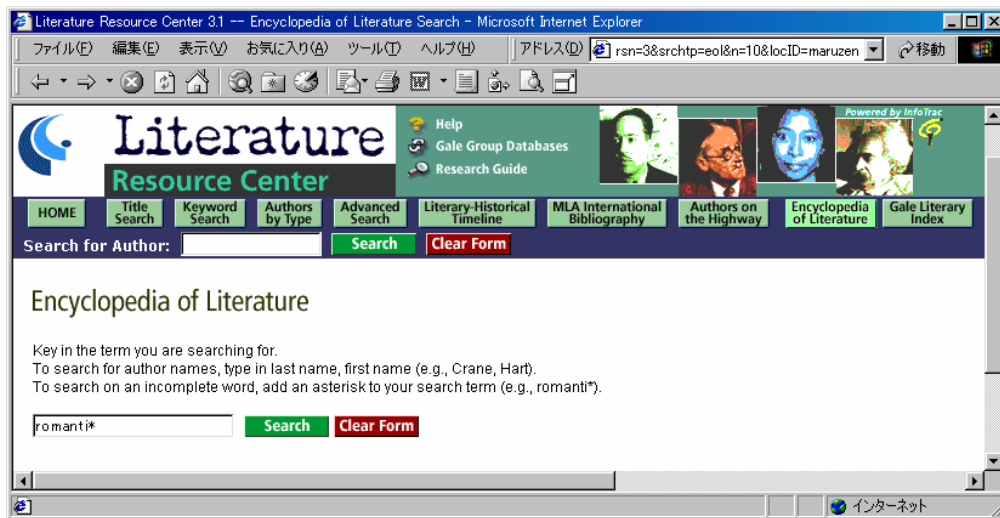 Literature Resource Center 3.1 -- Encyclopedia of Literature Search - Microsoft Internet Explorer
ファイル(F) 編集(E) 表示(V) お気に入り(A) ツール(T) ヘルプ(H) アドレス(D) rsn=3&srchtp=eol&n=10&locID=maruzen 移動
Literature
Resource Center
Help
Gale Group Databases
Research Guide
Powered by InfoTrac
HOME
Title Search
Keyword Search
Authors by Type
Advanced Search
Literary-Historical Timeline
MLA International Bibliography
Authors on the Highway
Encyclopedia of Literature
Gale Literary Index
Search for Author: Search Clear Form
Encyclopedia of Literature
Key in the term you are searching for.
To search for author names, type in last name, first name (e.g., Crane, Hart).
To search on an incomplete word, add an asterisk to your search term (e.g., romanti*).
romanti* Search Clear Form
インターネット